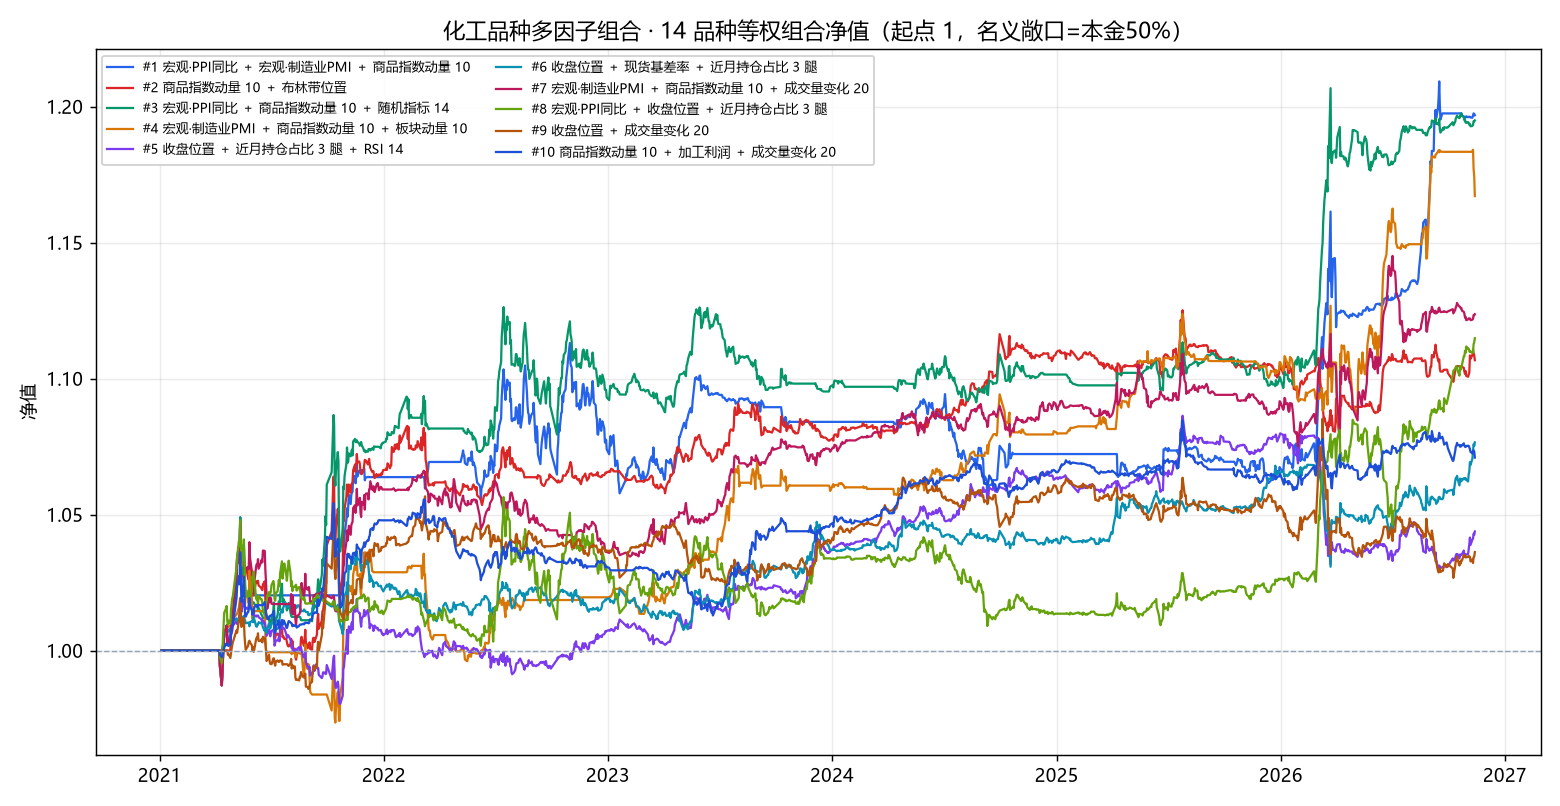 化工品种多因子组合 · 14 品种等权组合净值（起点 1，名义敞口=本金50%）
#1 宏观·PPI同比 + 宏观·制造业PMI + 商品指数动量 10
#2 商品指数动量 10 + 布林带位置
#3 宏观·PPI同比 + 商品指数动量 10 + 随机指标 14
#4 宏观·制造业PMI + 商品指数动量 10 + 板块动量 10
#5 收盘位置 + 近月持仓占比 3 腿 + RSI 14
#6 收盘位置 + 现货基差率 + 近月持仓占比 3 腿
#7 宏观·制造业PMI + 商品指数动量 10 + 成交量变化 20
#8 宏观·PPI同比 + 收盘位置 + 近月持仓占比 3 腿
#9 收盘位置 + 成交量变化 20
#10 商品指数动量 10 + 加工利润 + 成交量变化 20
净值
1.20
1.15
1.10
1.05
1.00
2021 2022 2023 2024 2025 2026 2027